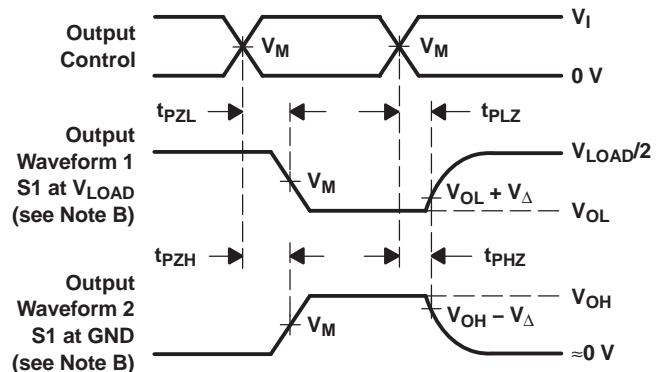 Output
Control
V_I
V_M
V_M
0 V
t_PZL
t_PLZ
Output
Waveform 1
S1 at V_LOAD
(see Note B)
V_LOAD/2
V_M
V_OL + V_Δ
V_OL
t_PZH
t_PHZ
Output
Waveform 2
S1 at GND
(see Note B)
V_OH
V_M
V_OH − V_Δ
≈0 V